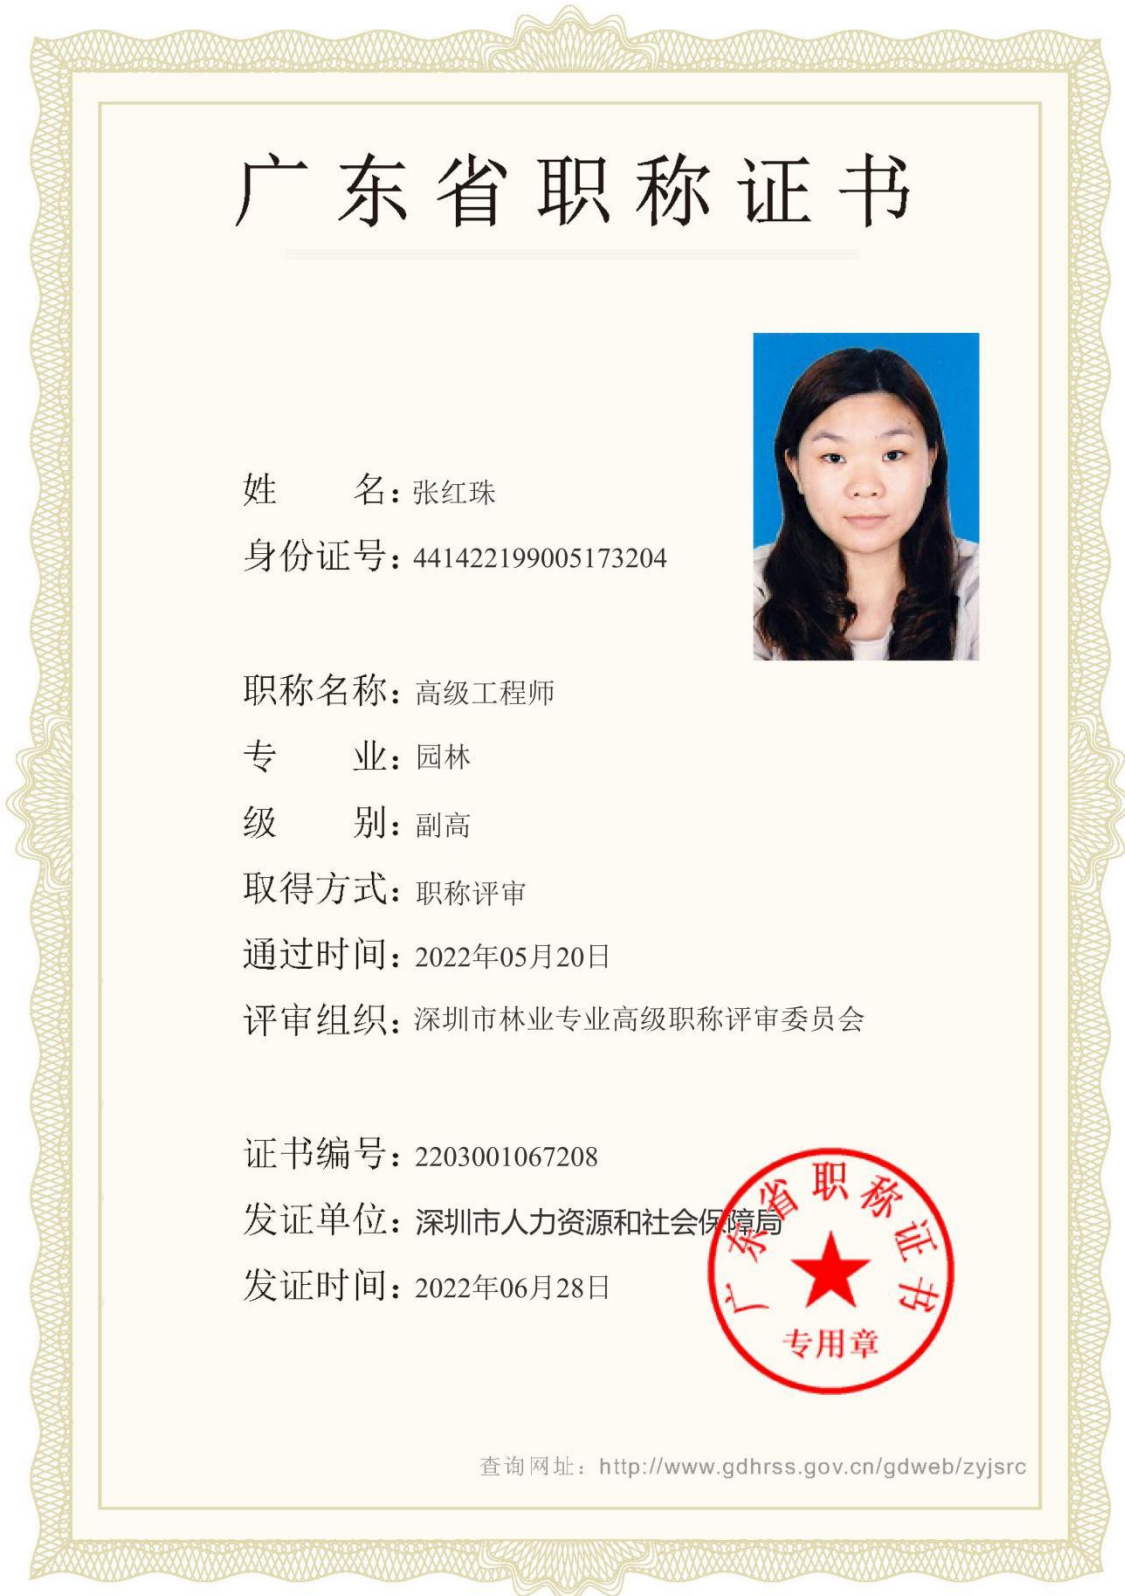 广东省职称证书
姓 名：张红珠
身份证号：441422199005173204
职称名称：高级工程师
专 业：园林
级 别：副高
取得方式：职称评审
通过时间：2022年05月20日
评审组织：深圳市林业专业高级职称评审委员会
证书编号：2203001067208
发证单位：深圳市人力资源和社会保障局
发证时间：2022年06月28日
广东省职称证书
专用章
查询网址：http://www.gdhrss.gov.cn/gdweb/zyjsrc